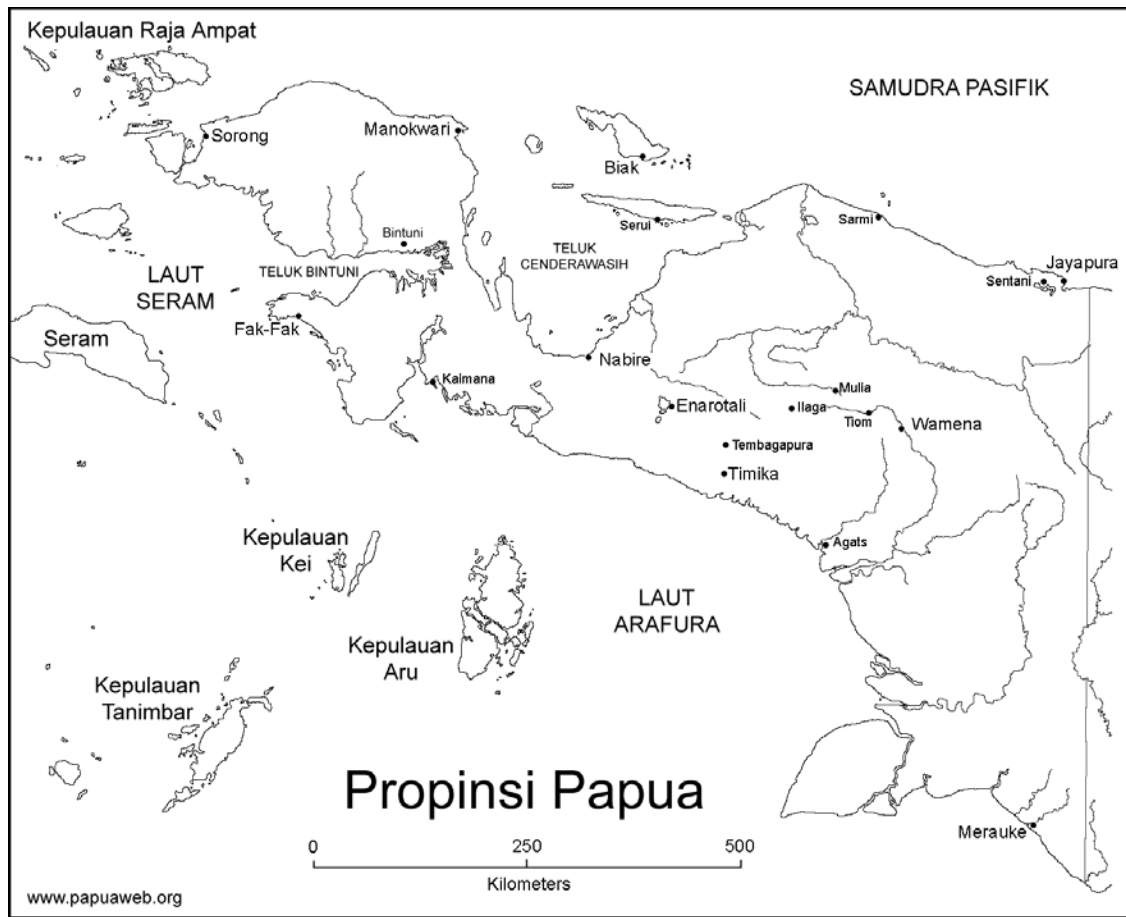 Kepulauan Raja Ampat
SAMUDRA PASIFIK
Sorong
Manokwari
Biak
Serui
Sarmi
Bintuni
TELUK
CENDERAWASIH
TELUK BINTUNI
Jayapura
Sentani
LAUT
SERAM
Fak-Fak
Seram
Nabire
Kaimana
Mulia
Enarotali
Ilaga
Tiom
Wamena
Tembagapura
Timika
Kepulauan
Kei
Agats
LAUT
ARAFURA
Kepulauan
Aru
Kepulauan
Tanimbar
Propinsi Papua
Merauke
0 250 500
Kilometers
www.papuaweb.org